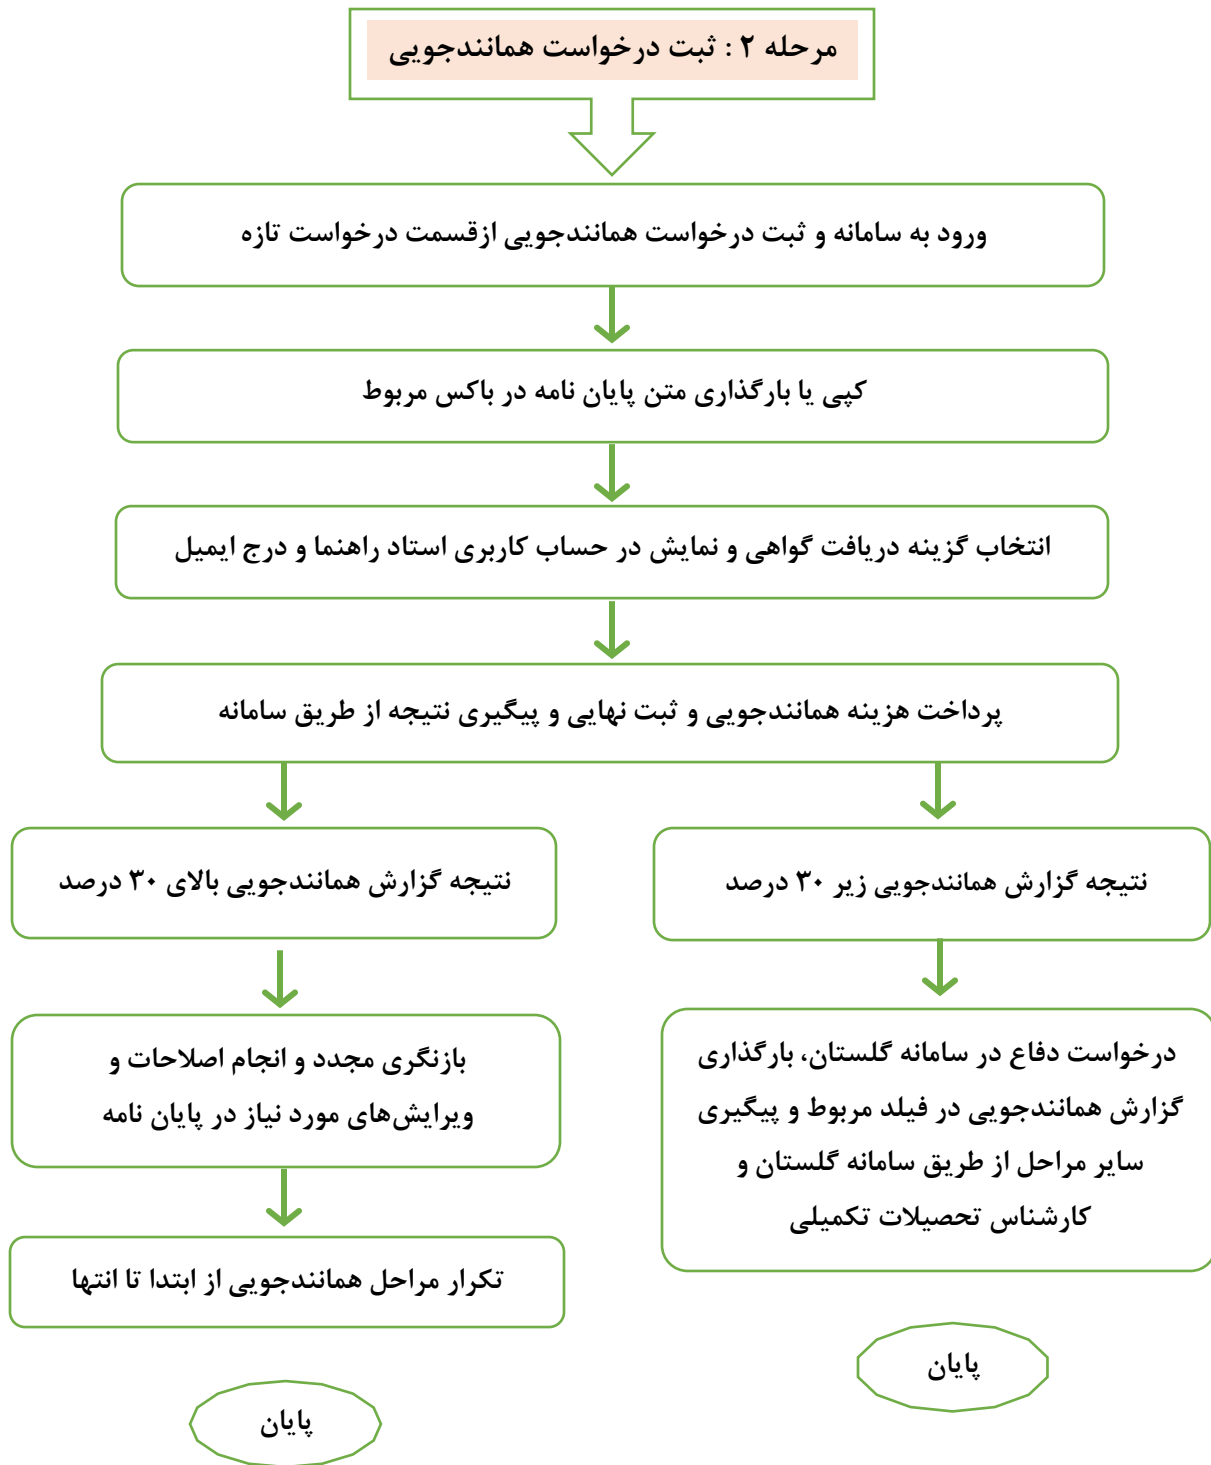 مرحله ۲ : ثبت درخواست همانندجویی
ورود به سامانه و ثبت درخواست همانندجویی ازقسمت درخواست تازه
کپی یا بارگذاری متن پایان نامه در باکس مربوط
انتخاب گزینه دریافت گواهی و نمایش در حساب کاربری استاد راهنما و درج ایمیل
پرداخت هزینه همانندجویی و ثبت نهایی و پیگیری نتیجه از طریق سامانه
نتیجه گزارش همانندجویی زیر ۳۰ درصد
درخواست دفاع در سامانه گلستان، بارگذاری
گزارش همانندجویی در فیلد مربوط و پیگیری
سایر مراحل از طریق سامانه گلستان و
کارشناس تحصیلات تکمیلی
پایان
نتیجه گزارش همانندجویی بالای ۳۰ درصد
بازنگری مجدد و انجام اصلاحات و
ویرایش‌های مورد نیاز در پایان نامه
تکرار مراحل همانندجویی از ابتدا تا انتها
پایان